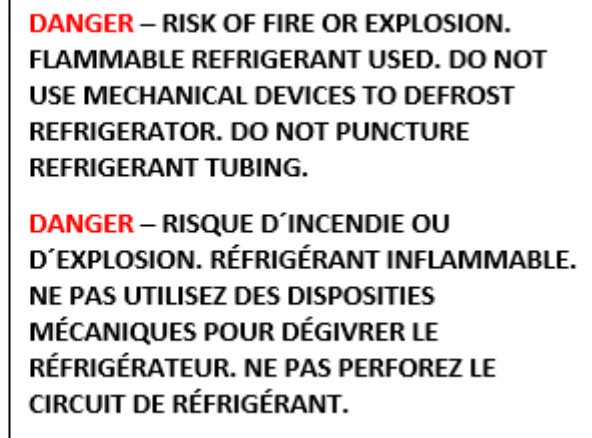 DANGER – RISK OF FIRE OR EXPLOSION.
FLAMMABLE REFRIGERANT USED. DO NOT
USE MECHANICAL DEVICES TO DEFROST
REFRIGERATOR. DO NOT PUNCTURE
REFRIGERANT TUBING.
DANGER – RISQUE D´INCENDIE OU
D´EXPLOSION. RÉFRIGÉRANT INFLAMMABLE.
NE PAS UTILISEZ DES DISPOSITIES
MÉCANIQUES POUR DÉGIVRER LE
RÉFRIGÉRATEUR. NE PAS PERFOREZ LE
CIRCUIT DE RÉFRIGÉRANT.